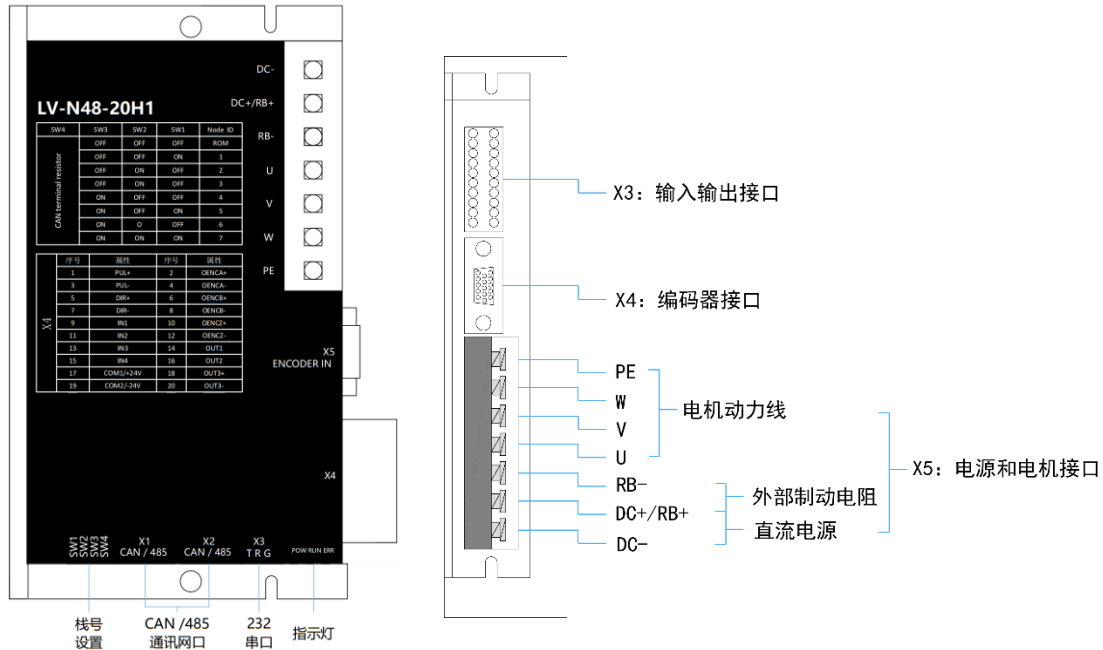 DC-
LV-N48-20H1
DC+/RB+
SW4 SW3 SW2 SW1 Node ID
OFF OFF OFF ROM
RB-
OFF OFF ON 1
OFF ON OFF 2
U
OFF ON ON 3
CAN terminal resistor
ON OFF OFF 4
V
ON OFF ON 5
ON O OFF 6
W
ON ON ON 7
序号 属性 序号 属性
PE
1 PUL+ 2 OENCA+
3 PUL- 4 OENCA-
5 DIR+ 6 OENCB+
7 DIR- 8 OENCB-
X4
9 IN1 10 OENCZ+
11 IN2 12 OENCZ-
13 IN3 14 OUT1
15 IN4 16 OUT2
17 COM1/+24V 18 OUT3+
19 COM2/-24V 20 OUT3-
X5
ENCODER IN
X4
SW1
SW2
SW3
SW4
X1
CAN / 485
X2
CAN / 485
X3
T R G
POW RUN ERR
栈号
设置
CAN /485
通讯网口
232
串口
指示灯
X3：输入输出接口
X4：编码器接口
PE
W
V
U
电机动力线
RB-
DC+/RB+
DC-
外部制动电阻
直流电源
X5：电源和电机接口